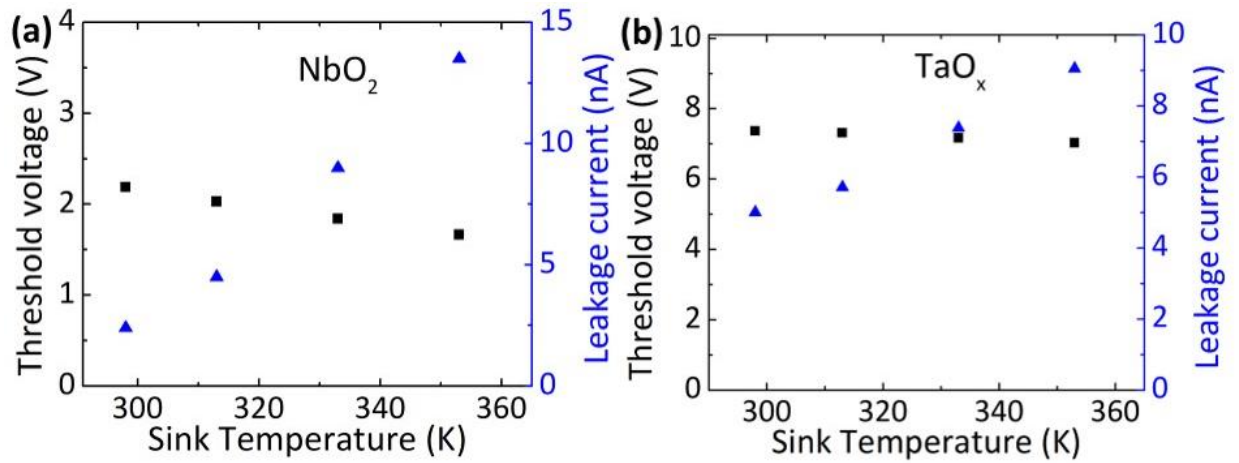 (a)
NbO2
Threshold voltage (V)
4
3
2
1
0
15
10
5
0
Leakage current (nA)
300 320 340 360
Sink Temperature (K)
(b)
TaOx
Threshold voltage (V)
10
8
6
4
2
0
10
8
6
4
2
0
Leakage current (nA)
300 320 340 360
Sink Temperature (K)